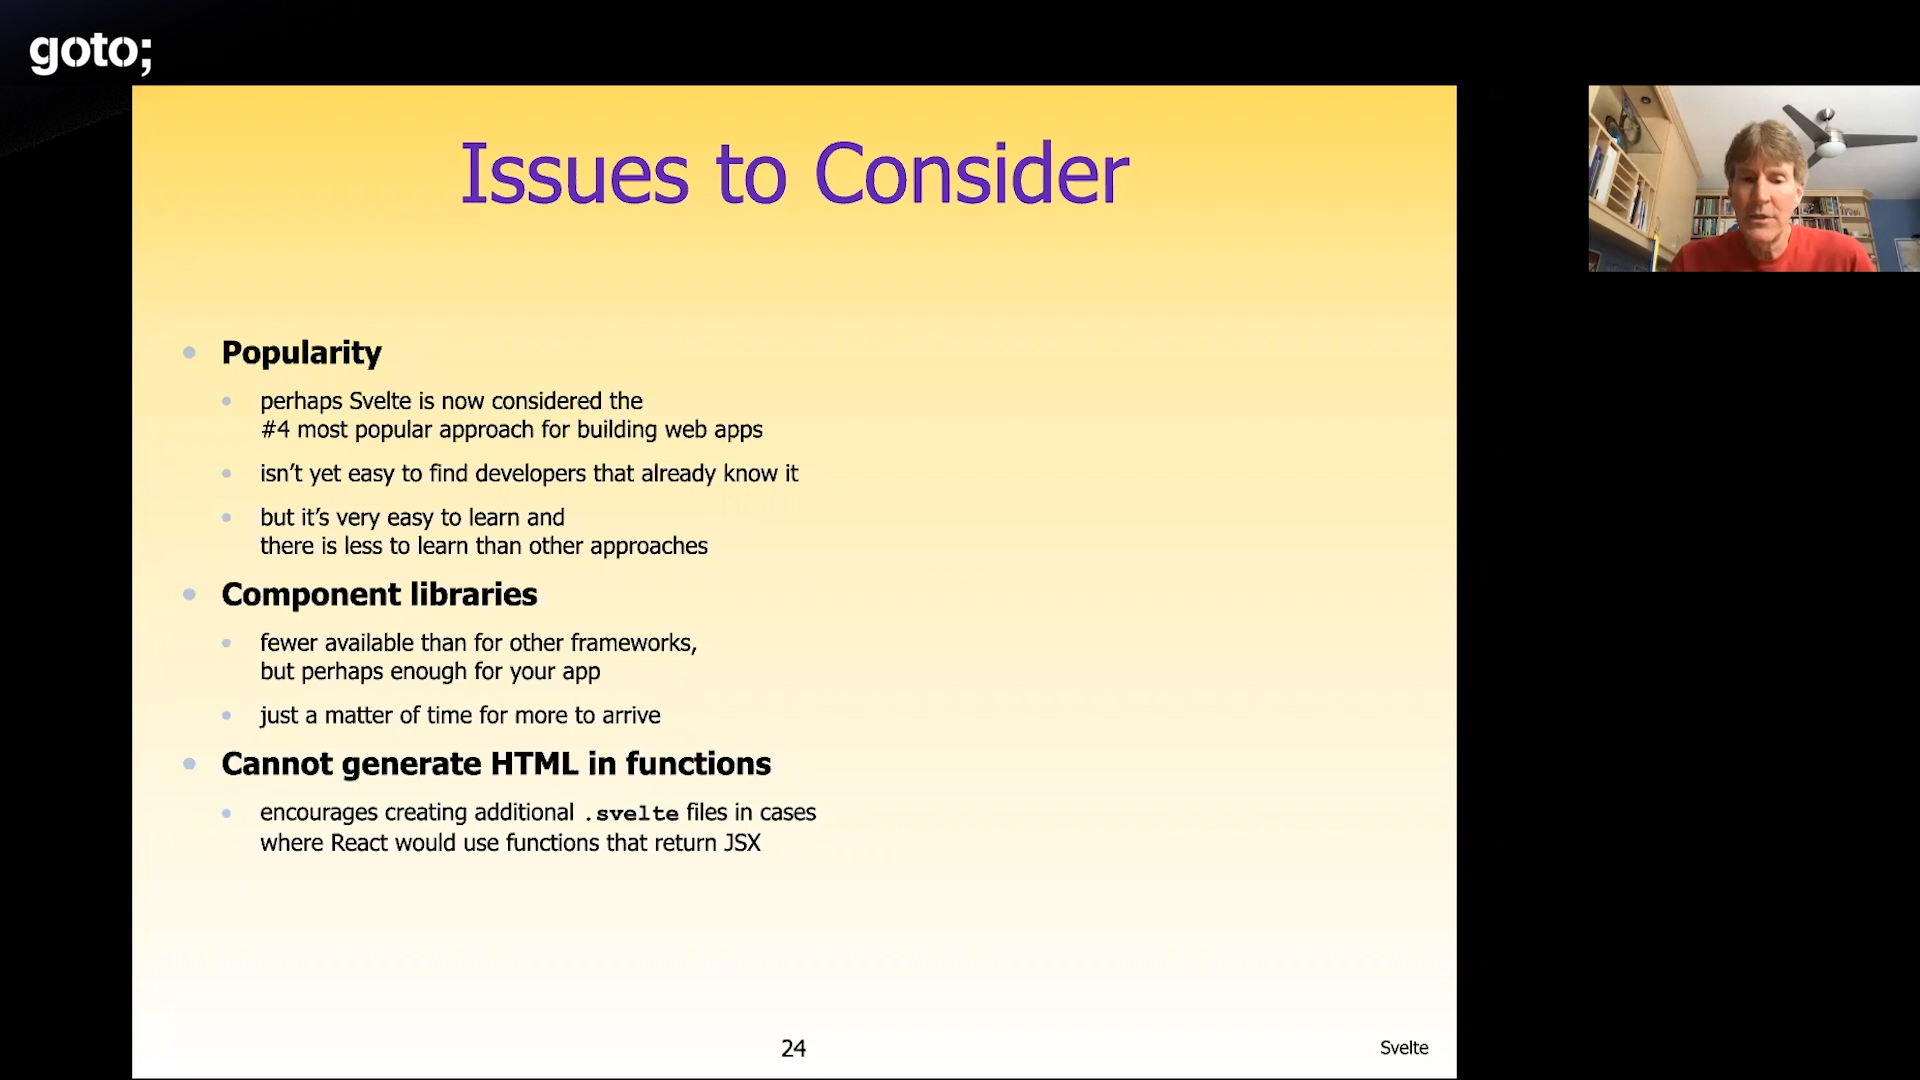 goto;
Issues to Consider
• Popularity
• perhaps Svelte is now considered the
#4 most popular approach for building web apps
• isn’t yet easy to find developers that already know it
• but it’s very easy to learn and
there is less to learn than other approaches
• Component libraries
• fewer available than for other frameworks,
but perhaps enough for your app
• just a matter of time for more to arrive
• Cannot generate HTML in functions
• encourages creating additional .svelte files in cases
where React would use functions that return JSX
24
Svelte